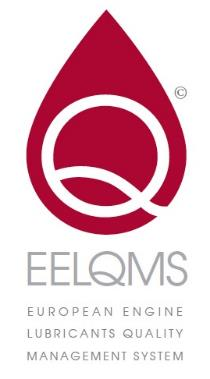 ©
EELQMS
EUROPEAN ENGINE
LUBRICANTS QUALITY
MANAGEMENT SYSTEM